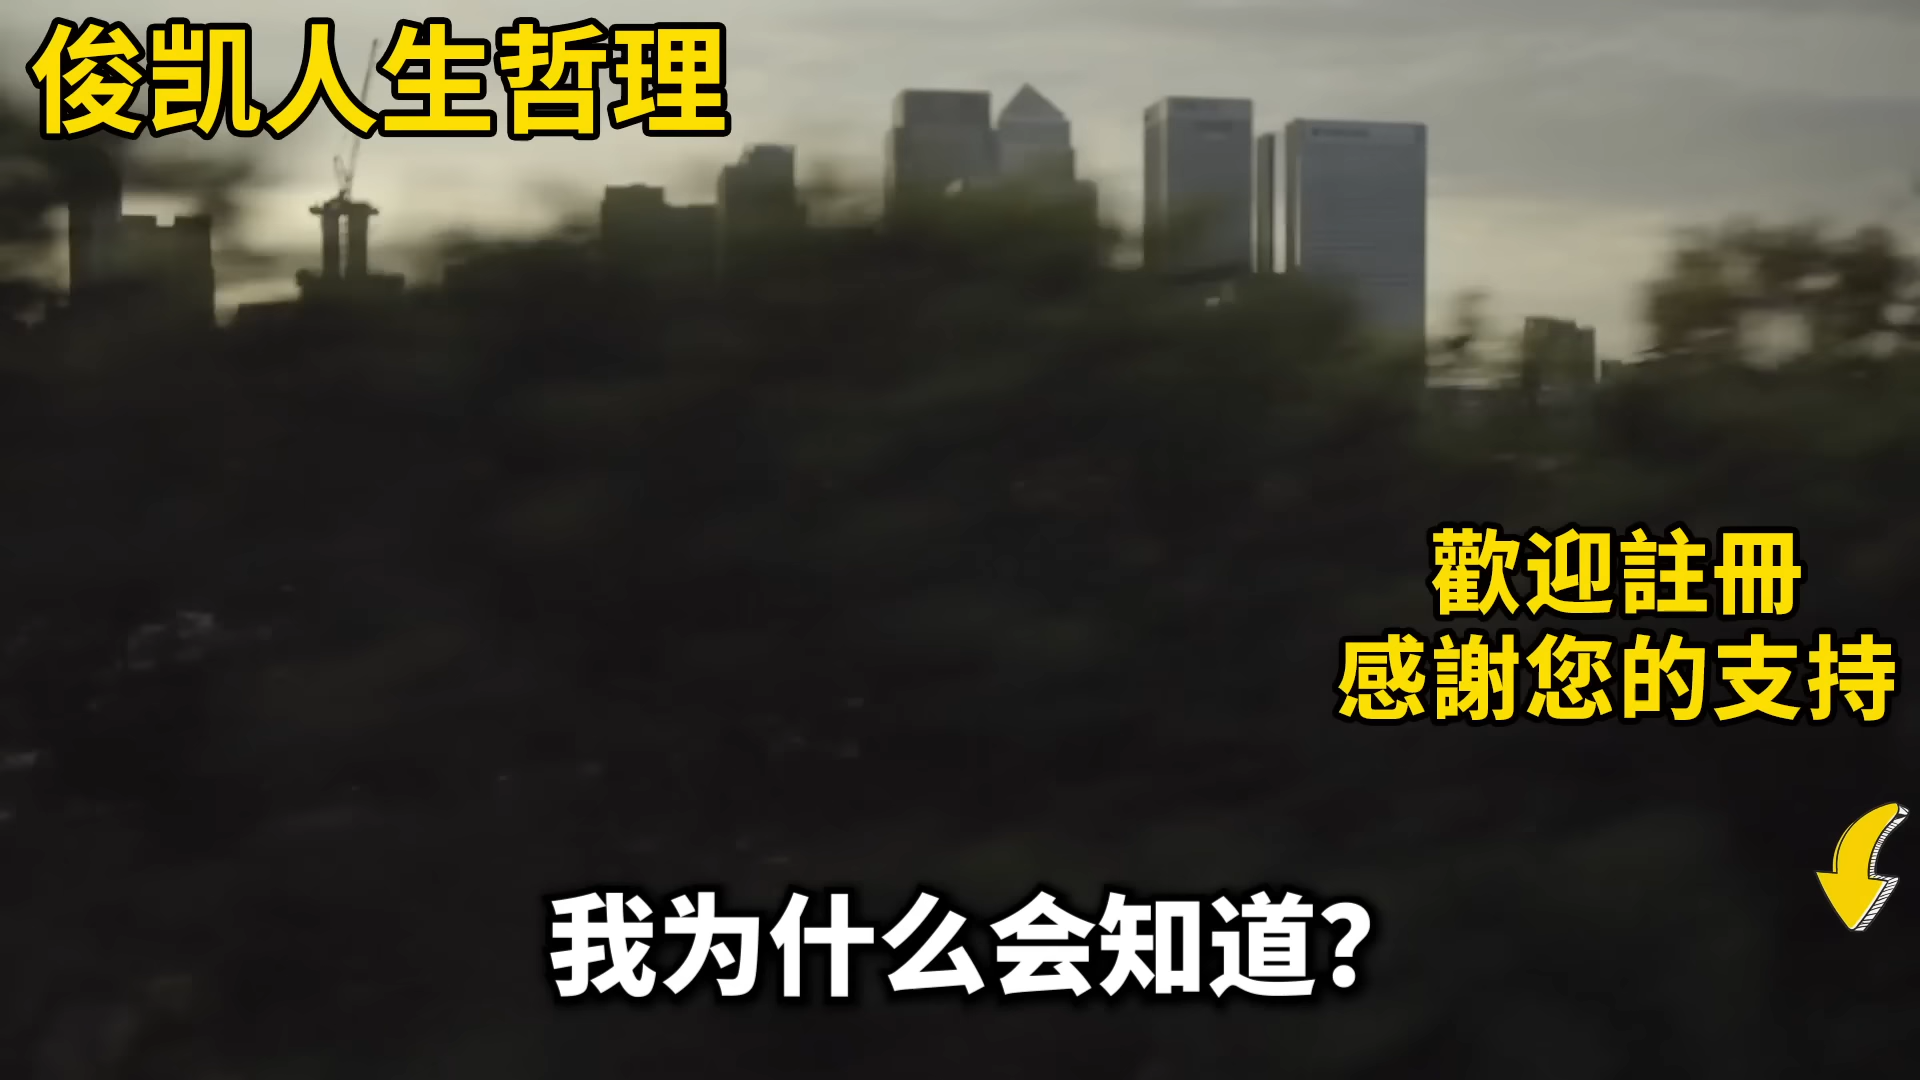 俊凯人生哲理
歡迎註冊
感謝您的支持
我为什么会知道?